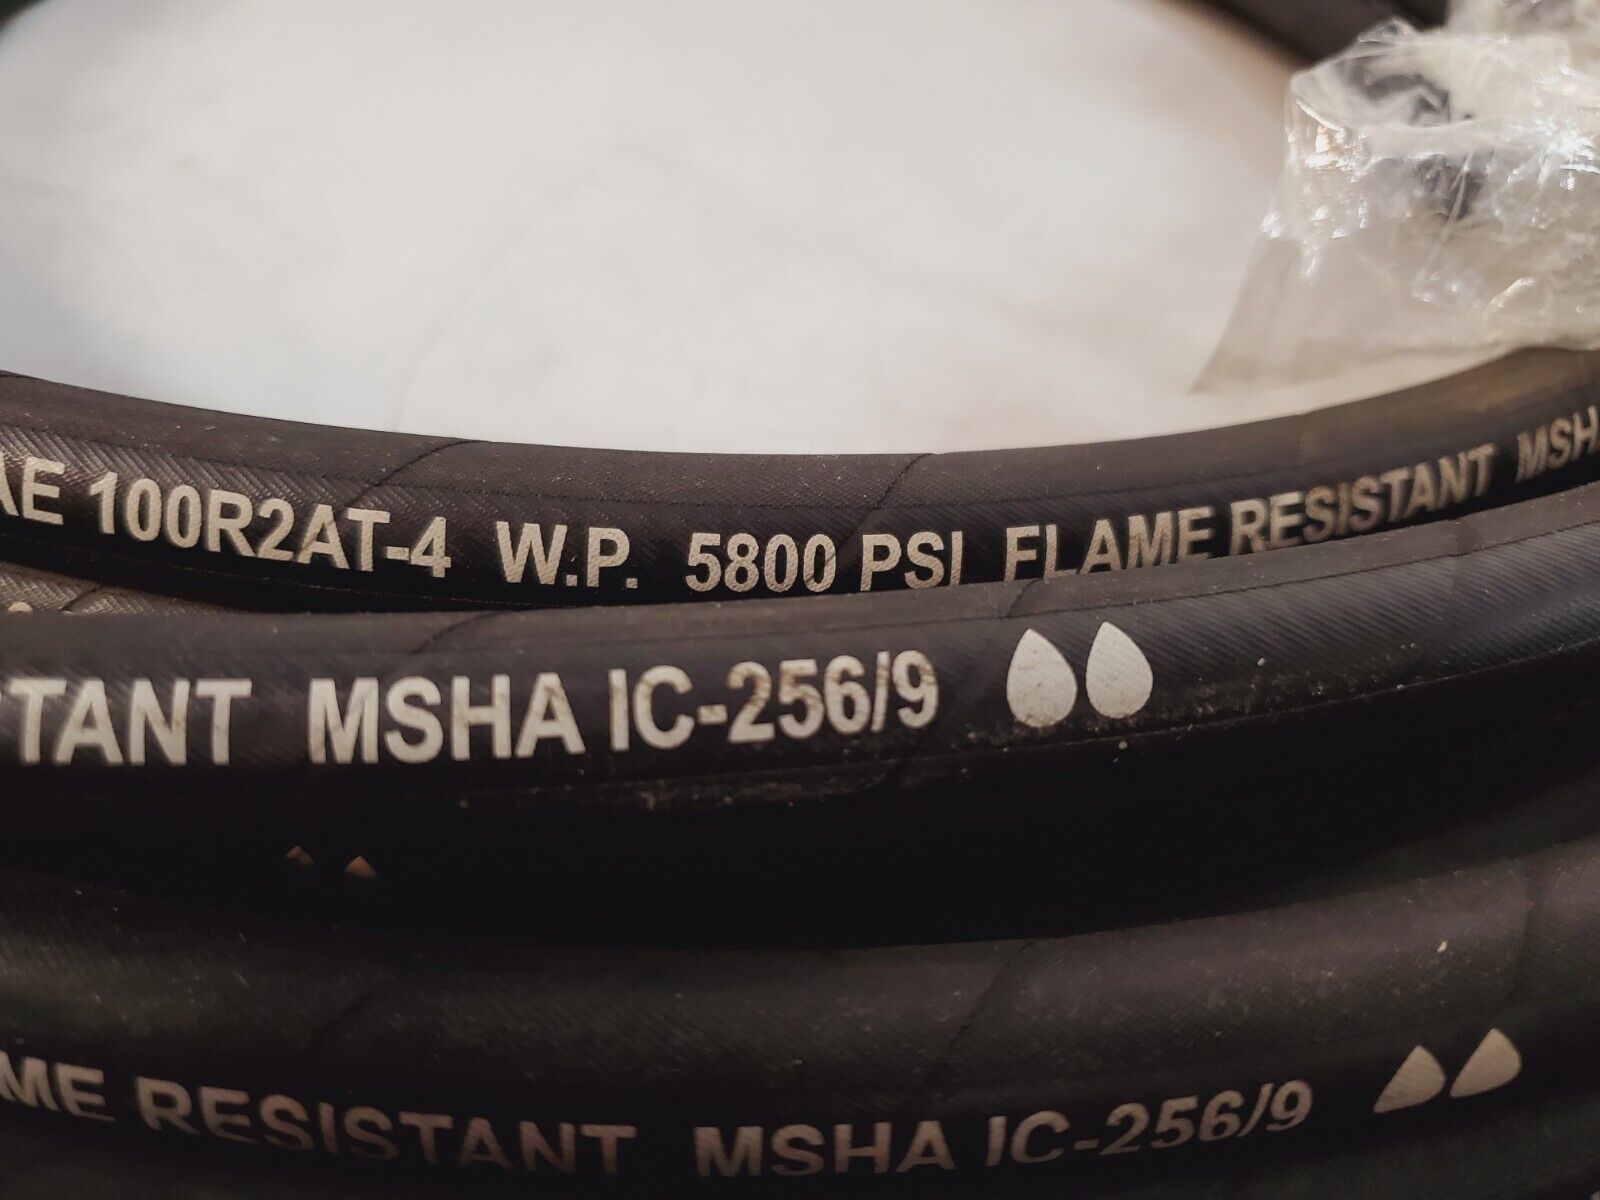 AE 100R2AT-4 W.P. 5800 PSI FLAME RESISTANT MSH
TANT MSHA IC-256/9
ME RESISTANT MSHA IC-256/9